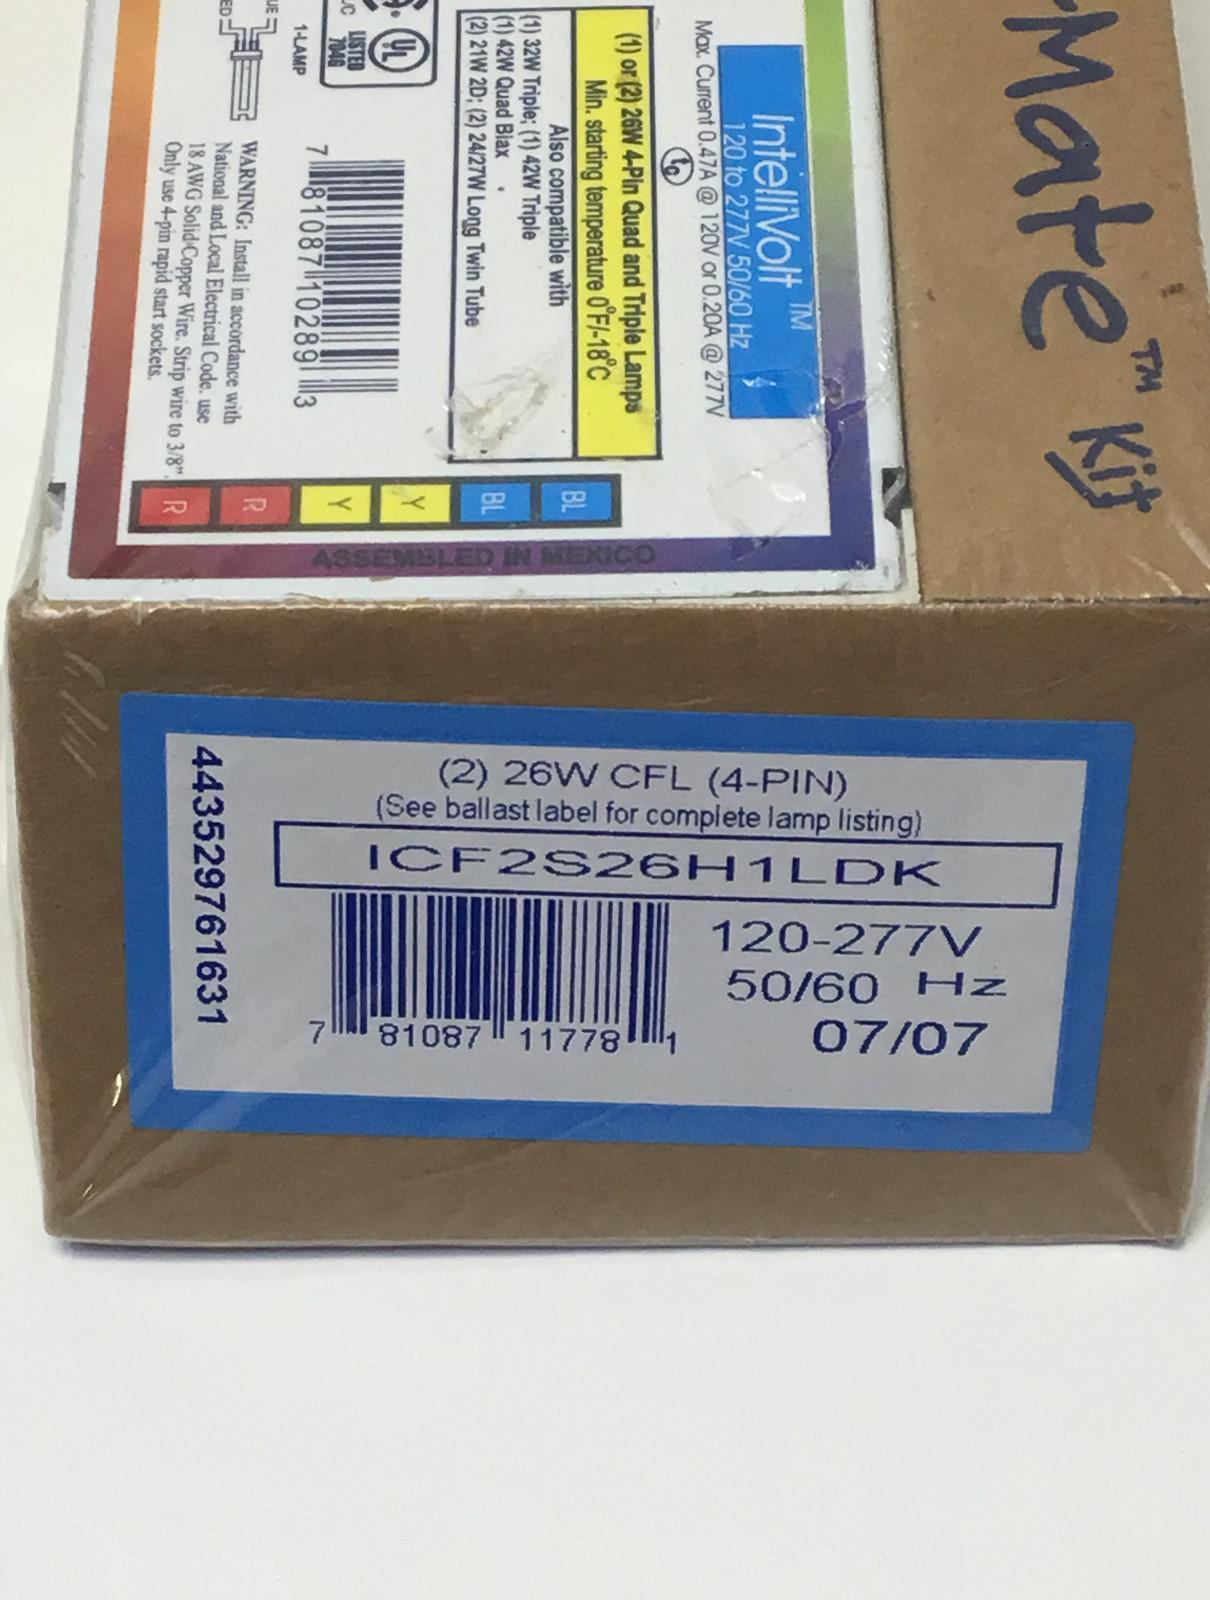 -Mate™ Kit
IntelliVolt™
120 to 277V 50/60 Hz
Max. Current 0.47A @ 120V or 0.20A @ 277V
(1) or (2) 26W 4-Pin Quad and Triple Lamps
Min. starting temperature 0°F/-18°C
Also compatible with
(1) 32W Triple; (1) 42W Triple
(1) 42W Quad Biax
(2) 21W 2D; (2) 24/27W Long Twin Tube
UL
LISTED
704G
1-LAMP
7 81087 10289 3
WARNING: Install in accordance with
National and Local Electrical Code. use
18 AWG Solid Copper Wire. Strip wire to 3/8".
Only use 4-pin rapid start sockets.
R
R
Y
Y
BL
BL
ASSEMBLED IN MEXICO
(2) 26W CFL (4-PIN)
(See ballast label for complete lamp listing)
ICF2S26H1LDK
120-277V
50/60 Hz
07/07
7 81087 11778 1
443529761631